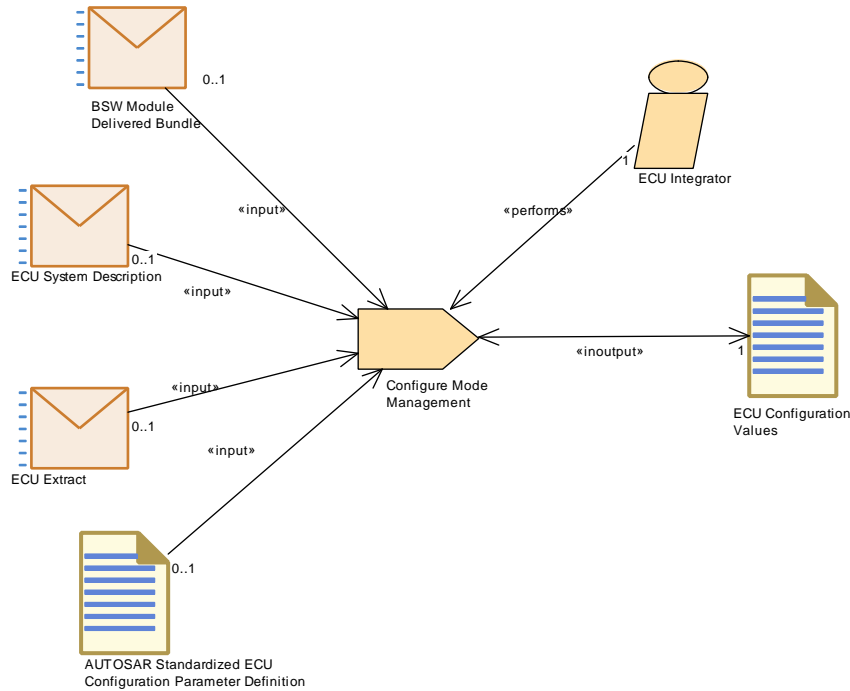 0..1
BSW Module
Delivered Bundle
ECU Integrator
1
«input»
«performs»
0..1
ECU System Description
«input»
«inoutput»
1
Configure Mode
Management
«input»
ECU Configuration
Values
0..1
«input»
ECU Extract
0..1
AUTOSAR Standardized ECU
Configuration Parameter Definition